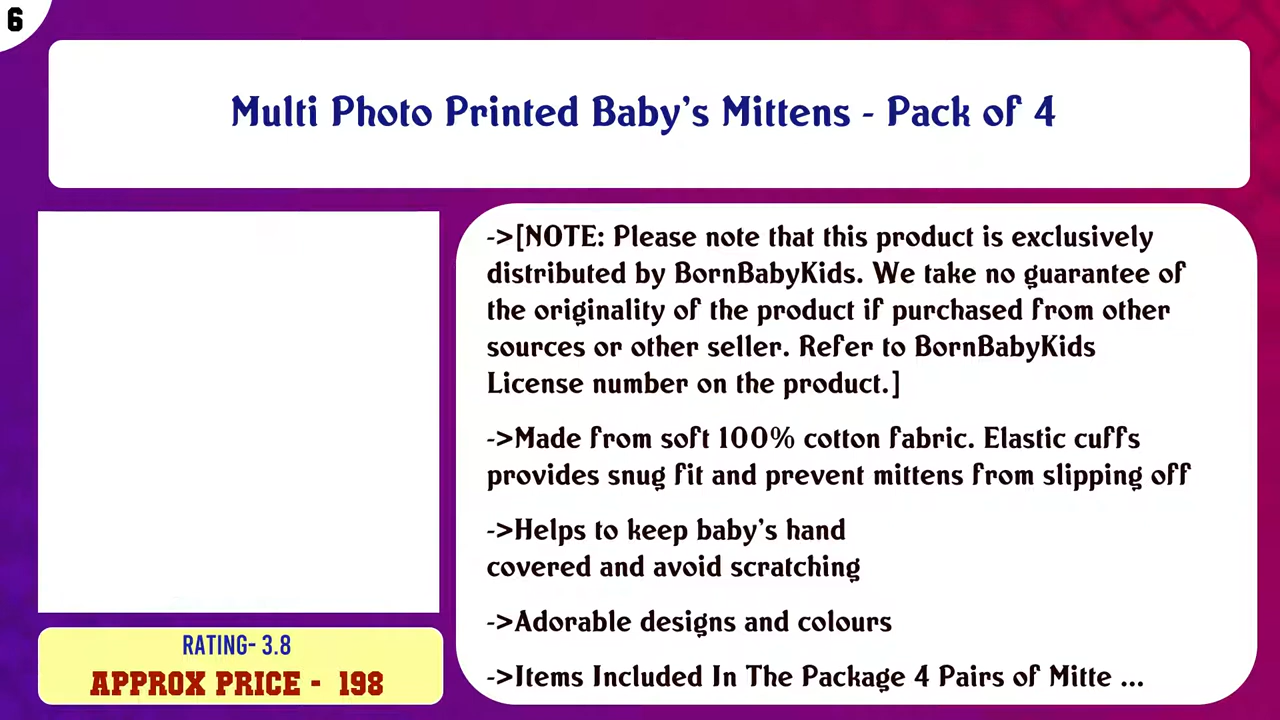 6
Multi Photo Printed Baby's Mittens - Pack of 4
->[NOTE: Please note that this product is exclusively
distributed by BornBabyKids. We take no guarantee of
the originality of the product if purchased from other
sources or other seller. Refer to BornBabyKids
License number on the product.]
->Made from soft 100% cotton fabric. Elastic cuffs
provides snug fit and prevent mittens from slipping off
->Helps to keep baby's hand
covered and avoid scratching
->Adorable designs and colours
->Items Included In The Package 4 Pairs of Mitte ...
RATING- 3.8
APPROX PRICE - 198